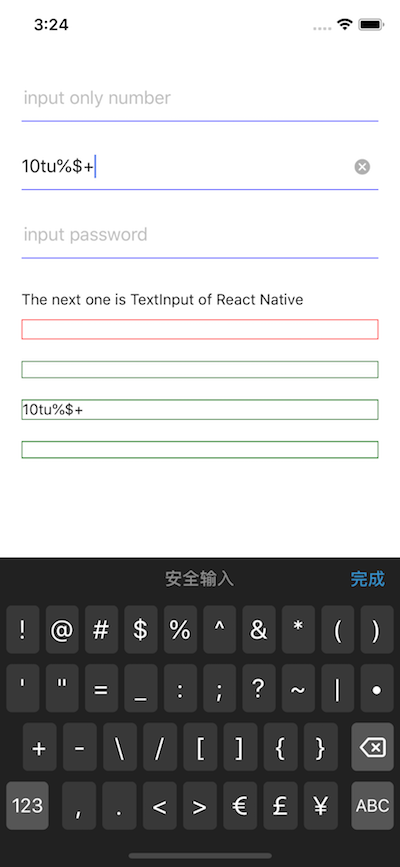 3:24
input only number
10tu%$+
input password
The next one is TextInput of React Native
10tu%$+
安全输入 完成
! @ # $ % ^ & * ( )
' " = _ : ; ? ~ | •
+ - \ / [ ] { }
123 , . < > € £ ¥ ABC